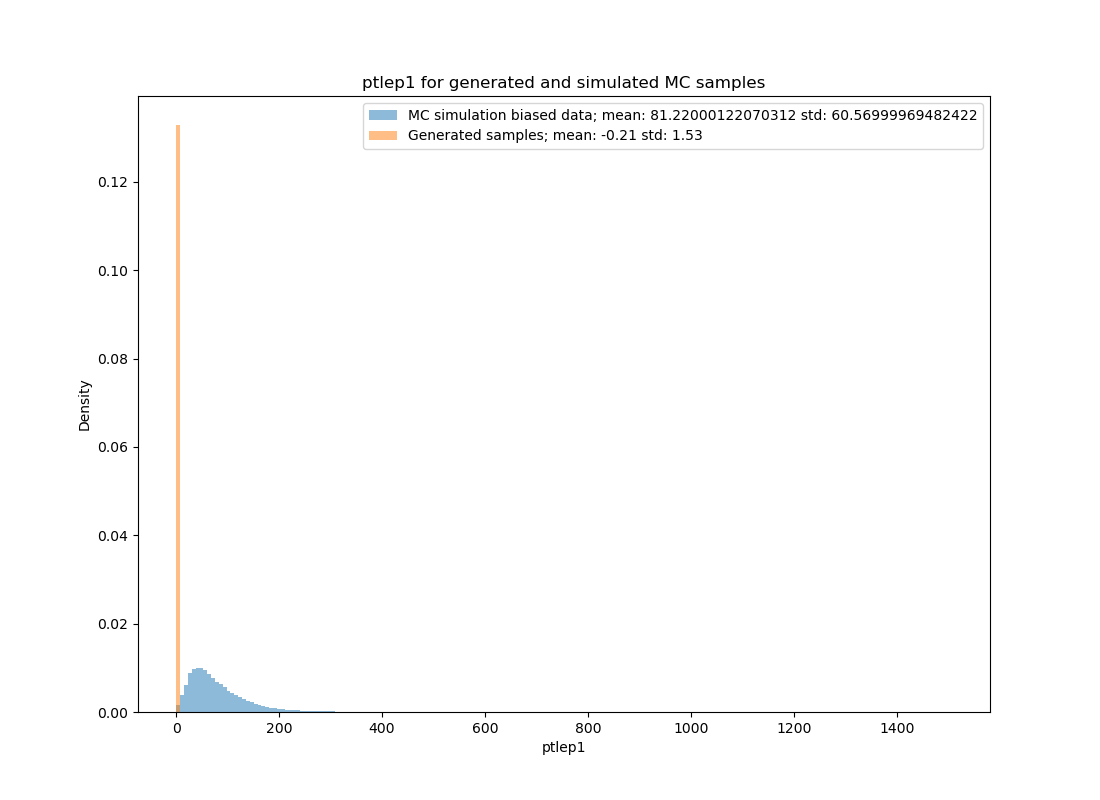 ptlep1 for generated and simulated MC samples
MC simulation biased data; mean: 81.22000122070312 std: 60.56999969482422
Generated samples; mean: -0.21 std: 1.53
0.12
0.10
0.08
0.06
0.04
0.02
0.00
Density
0 200 400 600 800 1000 1200 1400
ptlep1